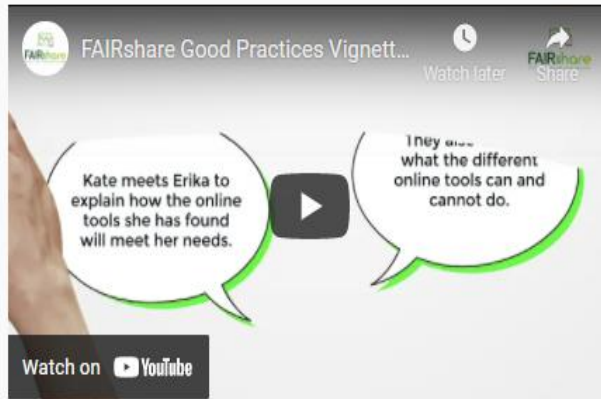 FAIRshare Good Practices Vignett...
Watch later
Share
FAIRshare
FAIRshare
Kate meets Erika to
explain how the online
tools she has found
will meet her needs.
They
what the different
online tools can and
cannot do.
Watch on YouTube